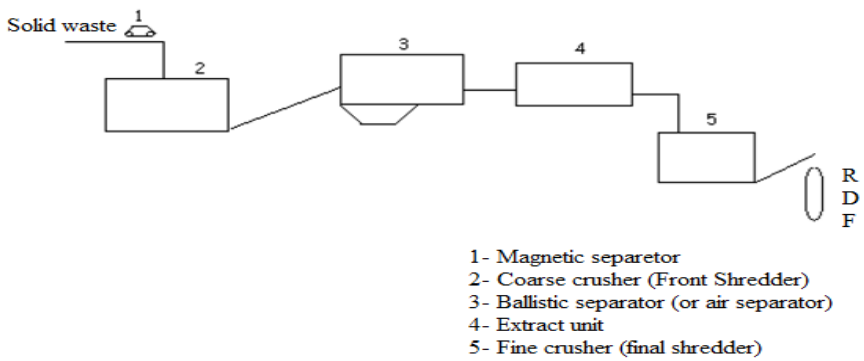 Solid waste
1
2
3
4
5
R
D
F
1- Magnetic separetor
2- Coarse crusher (Front Shredder)
3- Ballistic separator (or air separator)
4- Extract unit
5- Fine crusher (final shredder)